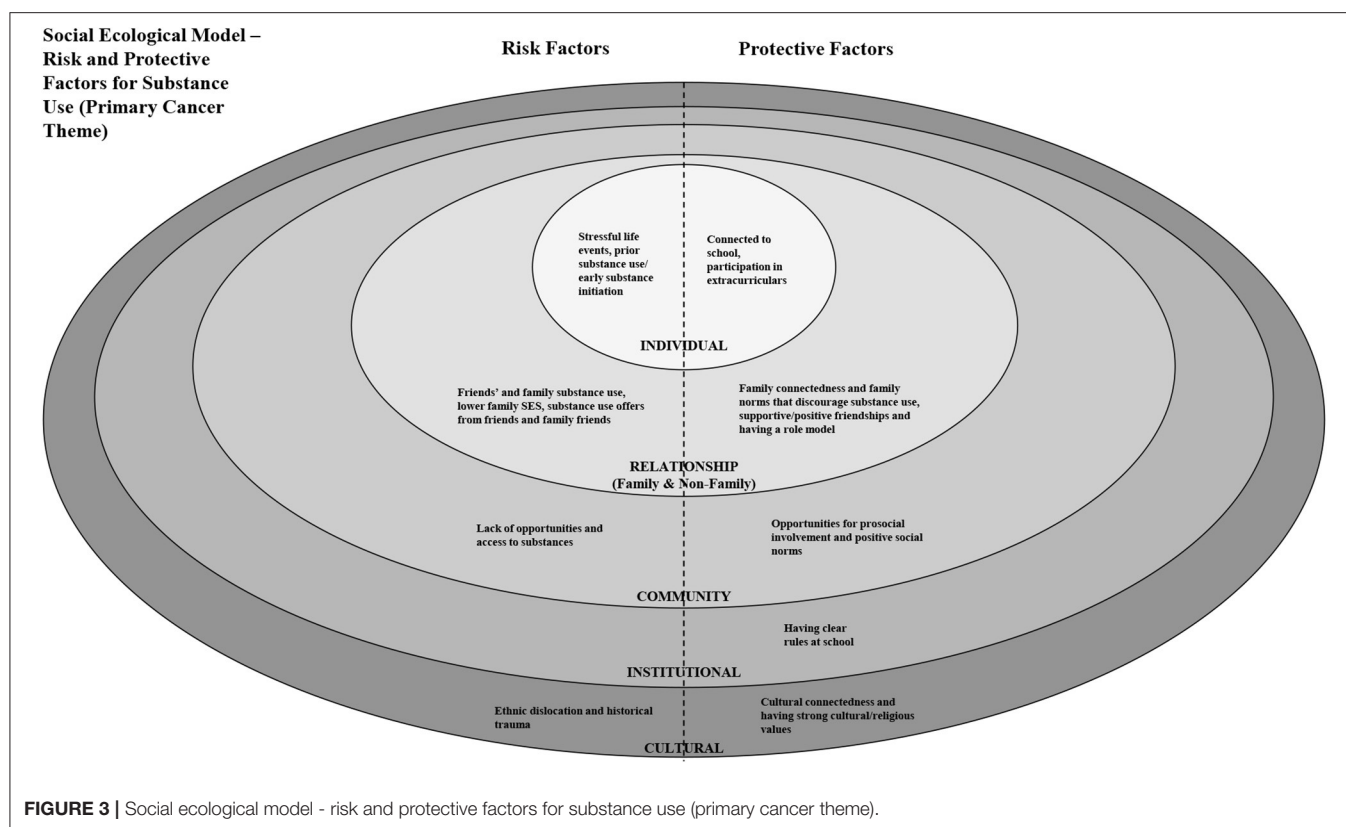 Social Ecological Model –
Risk and Protective
Factors for Substance
Use (Primary Cancer
Theme)
Risk Factors
Protective Factors
Stressful life
events, prior
substance use/
early substance
initiation
Connected to
school,
participation in
extracurriculars
INDIVIDUAL
Friends’ and family substance use,
lower family SES, substance use offers
from friends and family friends
Family connectedness and family
norms that discourage substance use,
supportive/positive friendships and
having a role model
RELATIONSHIP
(Family & Non-Family)
Lack of opportunities and
access to substances
Opportunities for prosocial
involvement and positive social
norms
COMMUNITY
Having clear
rules at school
INSTITUTIONAL
Ethnic dislocation and historical
trauma
Cultural connectedness and
having strong cultural/religious
values
CULTURAL
FIGURE 3 | Social ecological model - risk and protective factors for substance use (primary cancer theme).